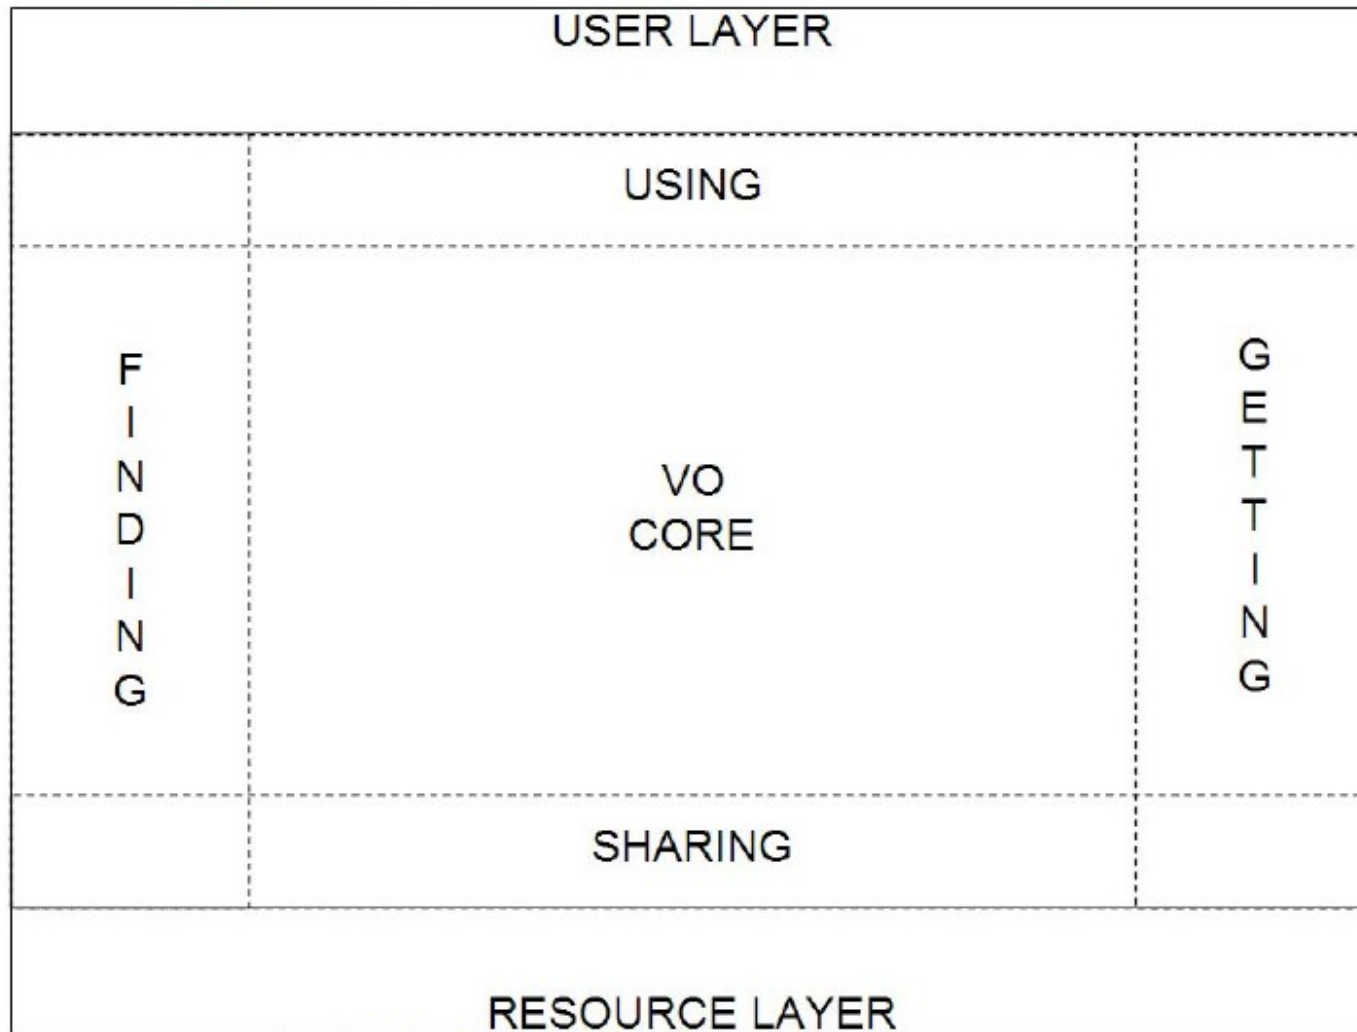 USER LAYER
USING
FINDING
VO
CORE
GETTING
SHARING
RESOURCE LAYER